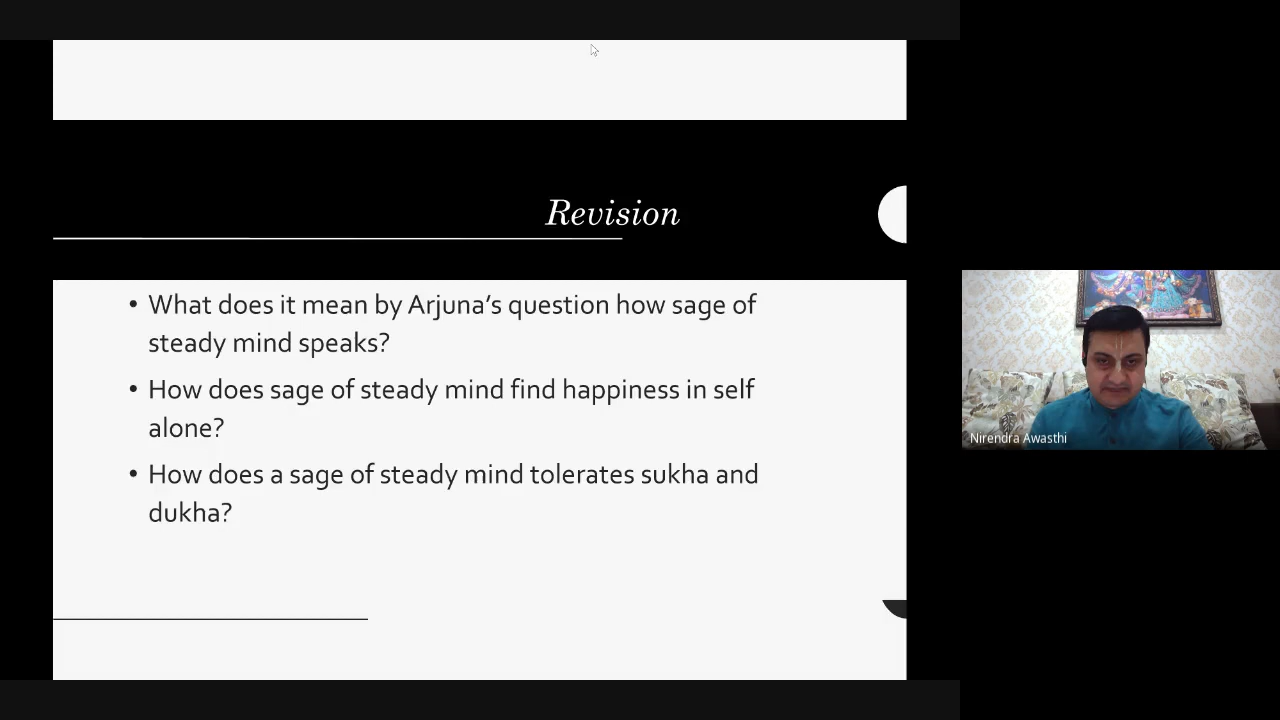 Revision
• What does it mean by Arjuna’s question how sage of
steady mind speaks?
• How does sage of steady mind find happiness in self
alone?
• How does a sage of steady mind tolerates sukha and
dukha?
Nirendra Awasthi